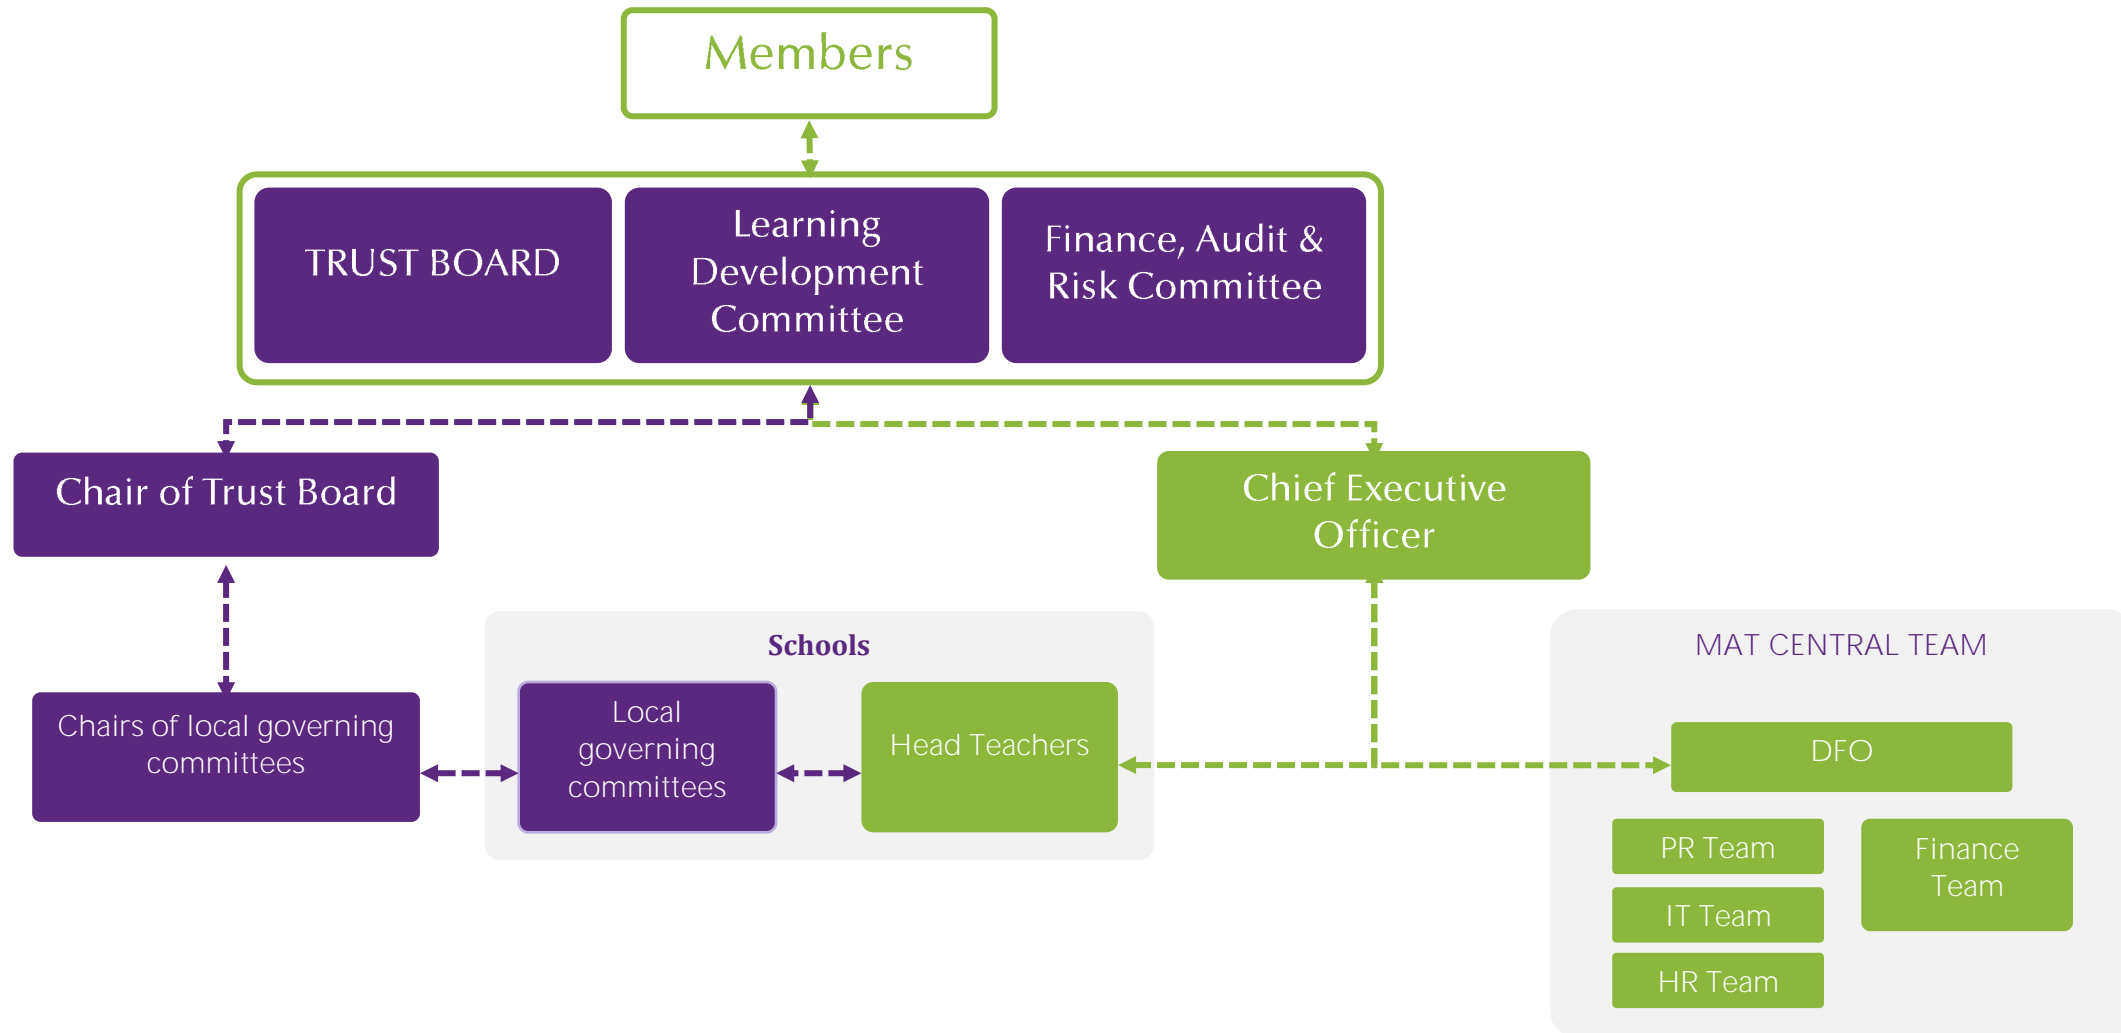 Members
TRUST BOARD
Learning
Development
Committee
Finance, Audit &
Risk Committee
Chair of Trust Board
Chief Executive
Officer
Schools
MAT CENTRAL TEAM
Chairs of local governing
committees
Local
governing
committees
Head Teachers
DFO
PR Team
Finance
Team
IT Team
HR Team